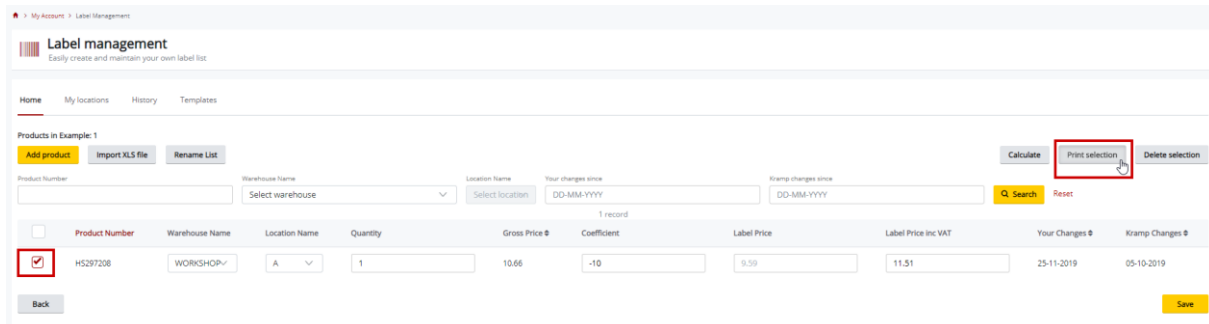 > My Account > Label Management
Label management
Easily create and maintain your own label list
Home My locations History Templates
Products in Example: 1
Add product Import XLS file Rename List Calculate Print selection Delete selection
Product Number Warehouse Name Location Name Your changes since Kramp changes since
Select warehouse Select location DD-MM-YYYY DD-MM-YYYY Search Reset
1 record
Product Number Warehouse Name Location Name Quantity Gross Price Coefficient Label Price Label Price inc VAT Your Changes Kramp Changes
HS297208 WORKSHOP A 1 10.66 -10 9.59 11.51 25-11-2019 05-10-2019
Back Save